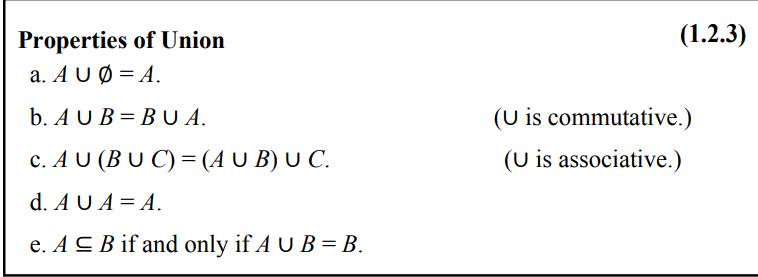 Properties of Union (1.2.3)
a. A ∪ Ø = A.
b. A ∪ B = B ∪ A. (∪ is commutative.)
c. A ∪ (B ∪ C) = (A ∪ B) ∪ C. (∪ is associative.)
d. A ∪ A = A.
e. A ⊆ B if and only if A ∪ B = B.